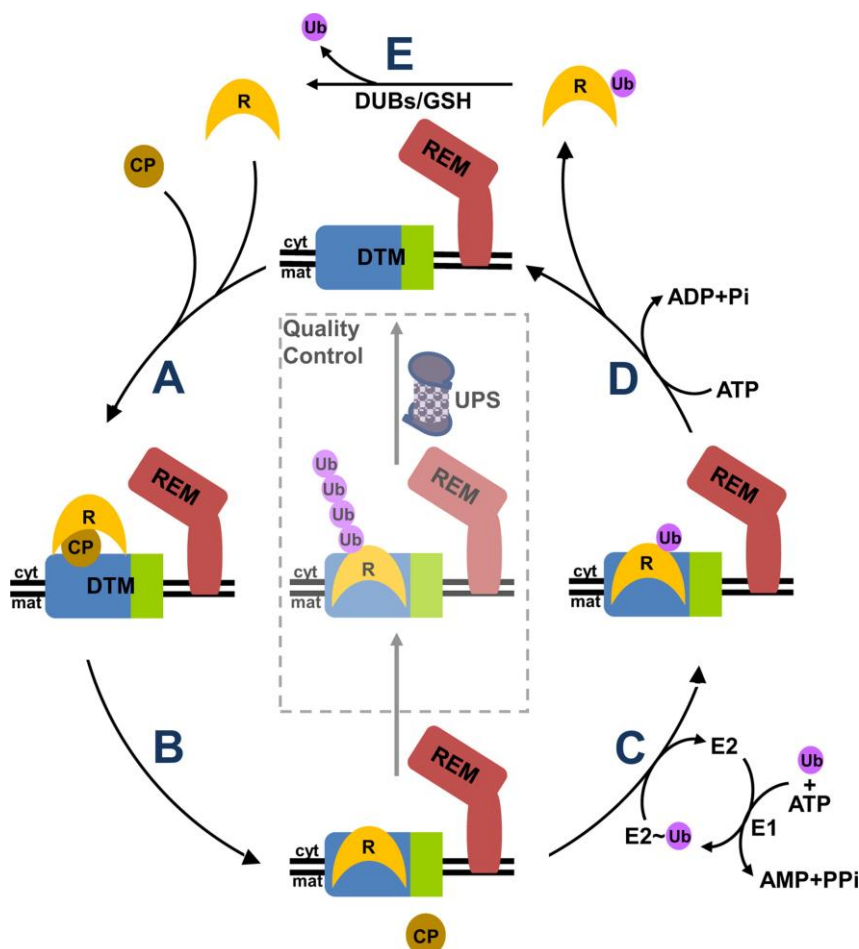 Ub
E
DUBs/GSH
R
R
Ub
CP
REM
cyt
mat
DTM
ADP+Pi
Quality
Control
A
UPS
D
ATP
REM
R
CP
cyt
mat
DTM
Ub
Ub
Ub
Ub
REM
R
cyt
mat
REM
Ub
R
cyt
mat
B
C
E2
Ub
+
ATP
E2~Ub
E1
AMP+PPi
REM
R
cyt
mat
CP